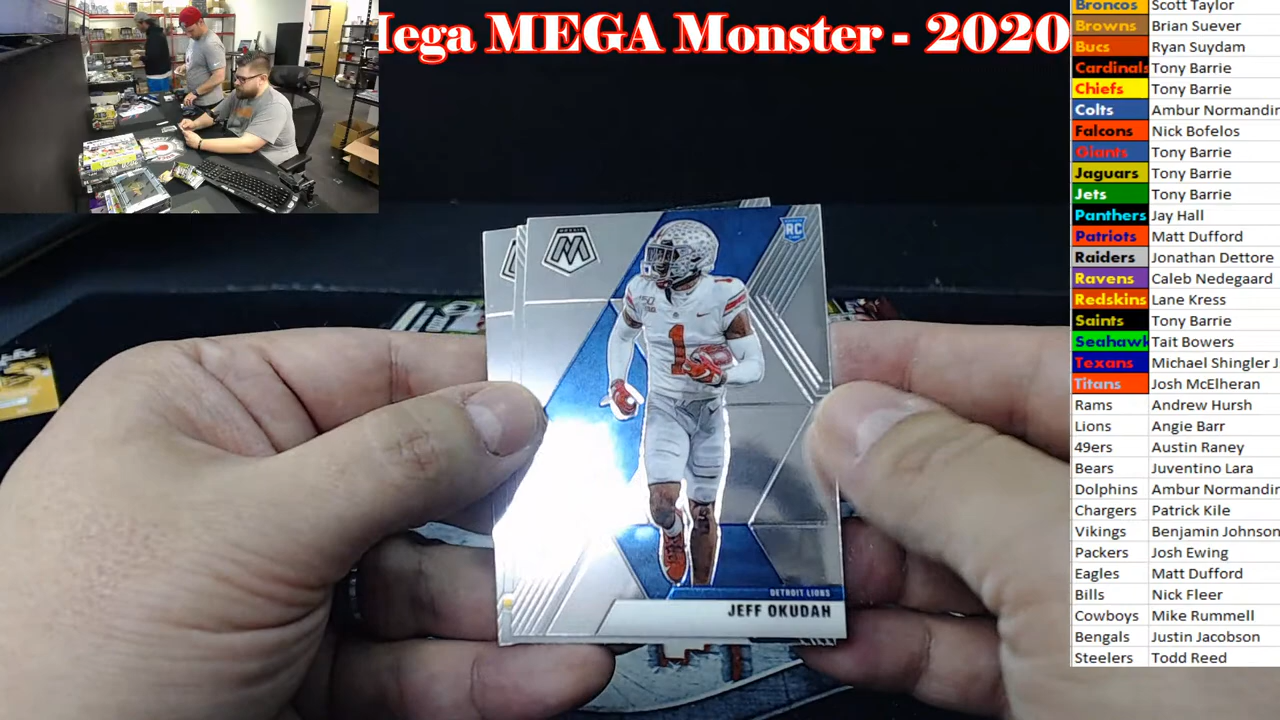 Mega MEGA Monster - 2020
Broncos Scott Taylor
Browns Brian Suever
Bucs Ryan Suydam
Cardinals Tony Barrie
Chiefs Tony Barrie
Colts Ambur Normandin
Falcons Nick Bofelos
Giants Tony Barrie
Jaguars Tony Barrie
Jets Tony Barrie
Panthers Jay Hall
Patriots Matt Dufford
Raiders Jonathan Dettore
Ravens Caleb Nedegaard
Redskins Lane Kress
Saints Tony Barrie
Seahawk Tait Bowers
Texans Michael Shingler J
Titans Josh McElheran
Rams Andrew Hursh
Lions Angie Barr
49ers Austin Raney
Bears Juventino Lara
Dolphins Ambur Normandin
Chargers Patrick Kile
Vikings Benjamin Johnson
Packers Josh Ewing
Eagles Matt Dufford
Bills Nick Fleer
Cowboys Mike Rummell
Bengals Justin Jacobson
Steelers Todd Reed
MOSAIC
M
RC
1
1
DETROIT LIONS
JEFF OKUDAH